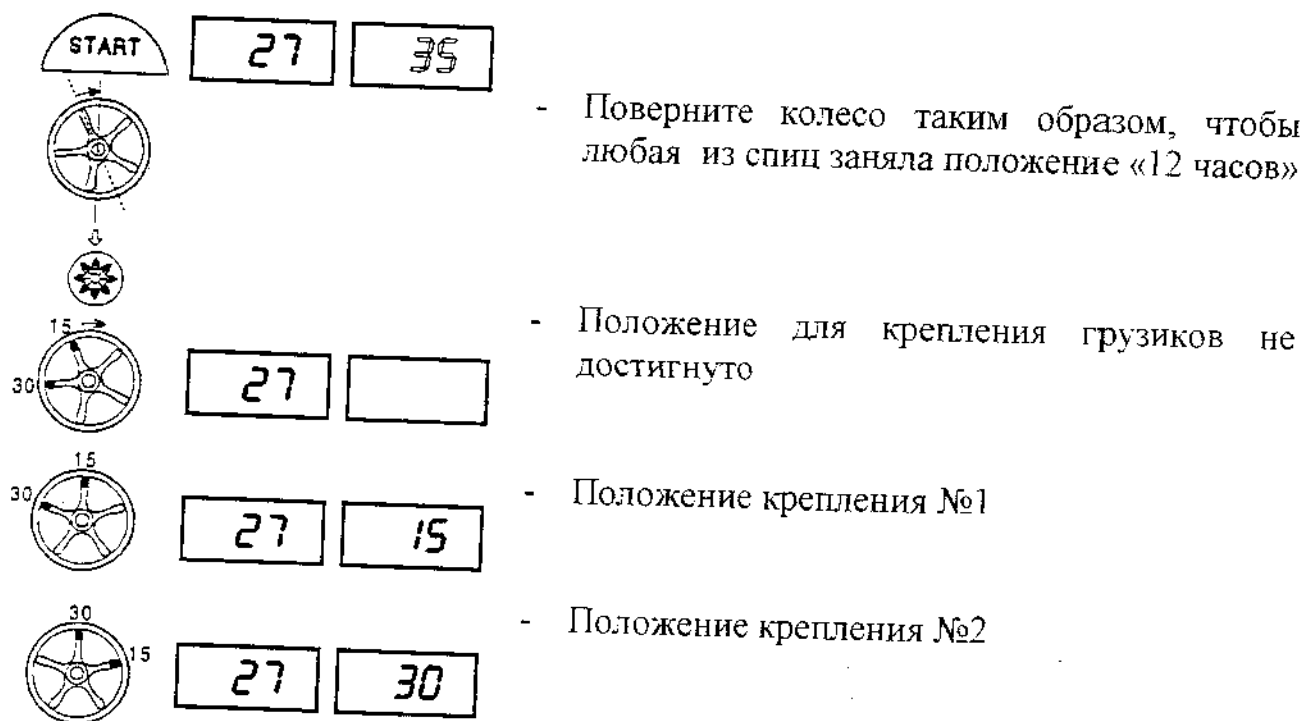 START 27 35
- Поверните колесо таким образом, чтобы
любая из спиц заняла положение «12 часов»
15
30
27
- Положение для крепления грузиков не
достигнуто
15
30
27 15
- Положение крепления №1
30
15
27 30
- Положение крепления №2